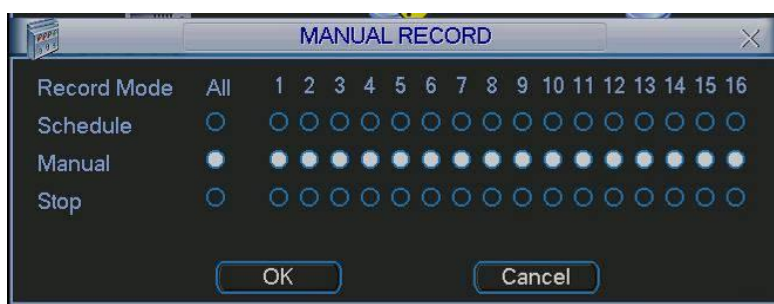 MANUAL RECORD
Record Mode All 1 2 3 4 5 6 7 8 9 10 11 12 13 14 15 16
Schedule
Manual
Stop
OK Cancel